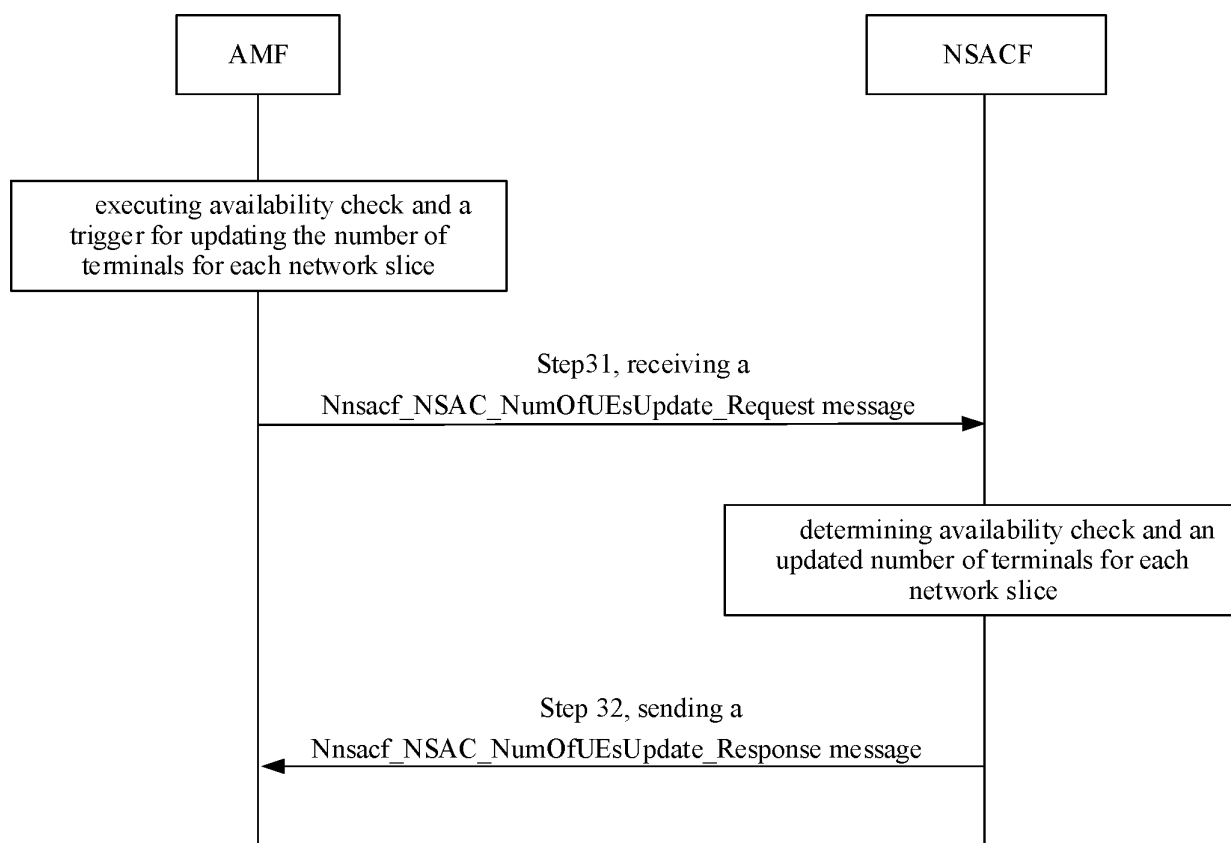 AMF
NSACF
executing availability check and a
trigger for updating the number of
terminals for each network slice
Step31, receiving a
Nnsacf_NSAC_NumOfUEsUpdate_Request message
determining availability check and an
updated number of terminals for each
network slice
Step 32, sending a
Nnsacf_NSAC_NumOfUEsUpdate_Response message